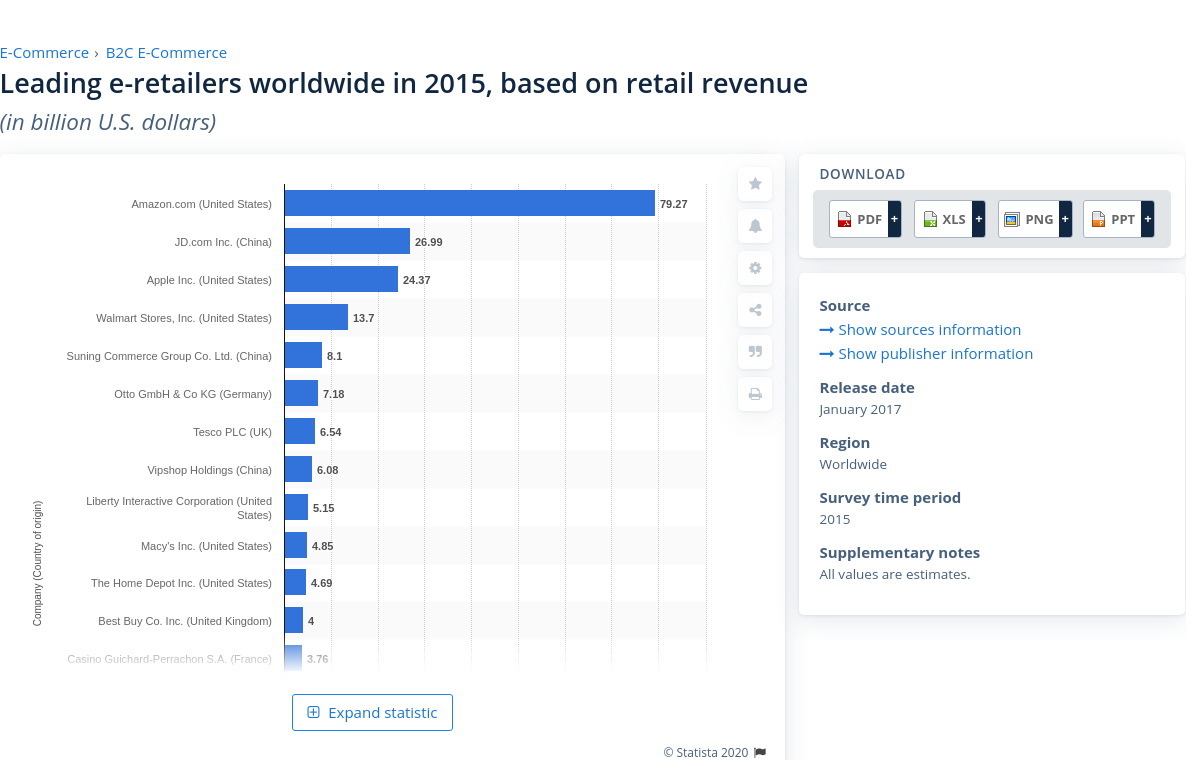 E-Commerce › B2C E-Commerce
Leading e-retailers worldwide in 2015, based on retail revenue
(in billion U.S. dollars)
Amazon.com (United States) 79.27
JD.com Inc. (China) 26.99
Apple Inc. (United States) 24.37
Walmart Stores, Inc. (United States) 13.7
Suning Commerce Group Co. Ltd. (China) 8.1
Otto GmbH & Co KG (Germany) 7.18
Tesco PLC (UK) 6.54
Vipshop Holdings (China) 6.08
Liberty Interactive Corporation (United
States) 5.15
Macy's Inc. (United States) 4.85
The Home Depot Inc. (United States) 4.69
Best Buy Co. Inc. (United Kingdom) 4
Casino Guichard-Perrachon S.A. (France) 3.76
Company (Country of origin)
Expand statistic
© Statista 2020
DOWNLOAD
PDF + XLS + PNG + PPT +
Source
Show sources information
Show publisher information
Release date
January 2017
Region
Worldwide
Survey time period
2015
Supplementary notes
All values are estimates.